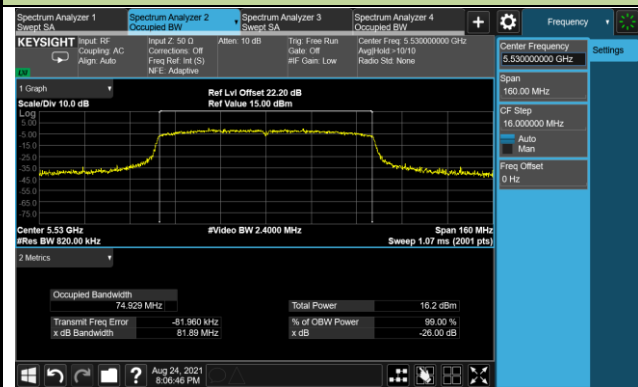 Spectrum Analyzer 1
Swept SA
Spectrum Analyzer 2
Occupied BW
Spectrum Analyzer 3
Swept SA
Spectrum Analyzer 4
Occupied BW
+
Frequency
KEYSIGHT
Input: RF
Coupling: AC
Align: Auto
Input Z: 50 Ω
Corrections: Off
Freq Ref: Int (S)
NFE: Adaptive
Atten: 10 dB
Trig: Free Run
Gate: Off
#IF Gain: Low
Center Freq: 5.530000000 GHz
Avg|Hold:>10/10
Radio Std: None
Center Frequency
5.530000000 GHz
Settings
Span
160.00 MHz
CF Step
16.000000 MHz
Auto
Man
Freq Offset
0 Hz
LW
1 Graph
Scale/Div 10.0 dB
Ref Lvl Offset 22.20 dB
Ref Value 15.00 dBm
Log
5.00
-5.00
-15.0
-25.0
-35.0
-45.0
-55.0
-65.0
-75.0
Center 5.53 GHz
#Res BW 820.00 kHz
#Video BW 2.4000 MHz
Span 160 MHz
Sweep 1.07 ms (2001 pts)
2 Metrics
Occupied Bandwidth
74.929 MHz
Total Power 16.2 dBm
Transmit Freq Error -81.960 kHz
% of OBW Power 99.00 %
x dB Bandwidth 81.89 MHz
x dB -26.00 dB
?
Aug 24, 2021
8:06:46 PM